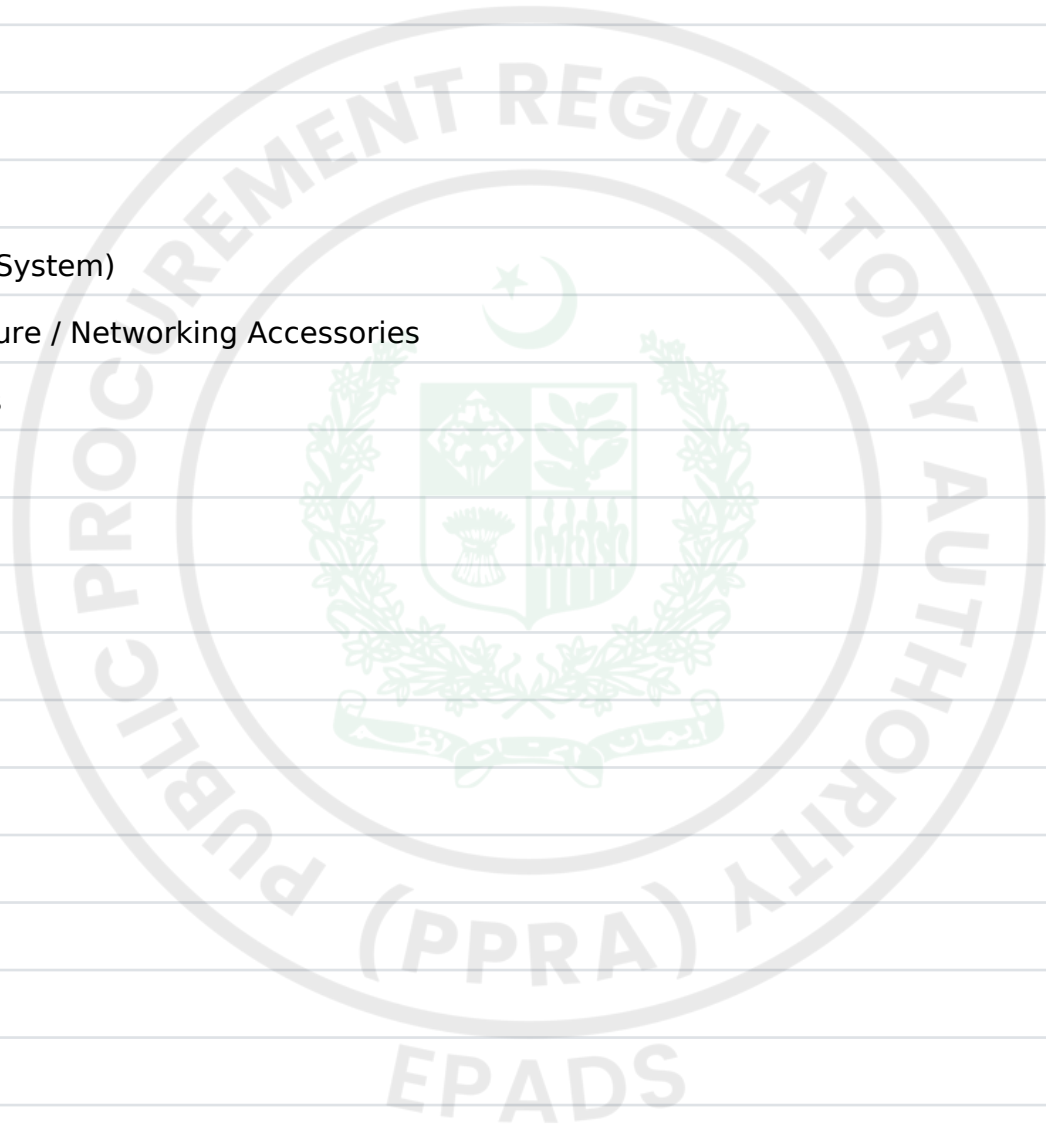 System)
ure / Networking Accessories
PUBLIC PROCUREMENT REGULATORY AUTHORITY
(PPRA)
EPADS